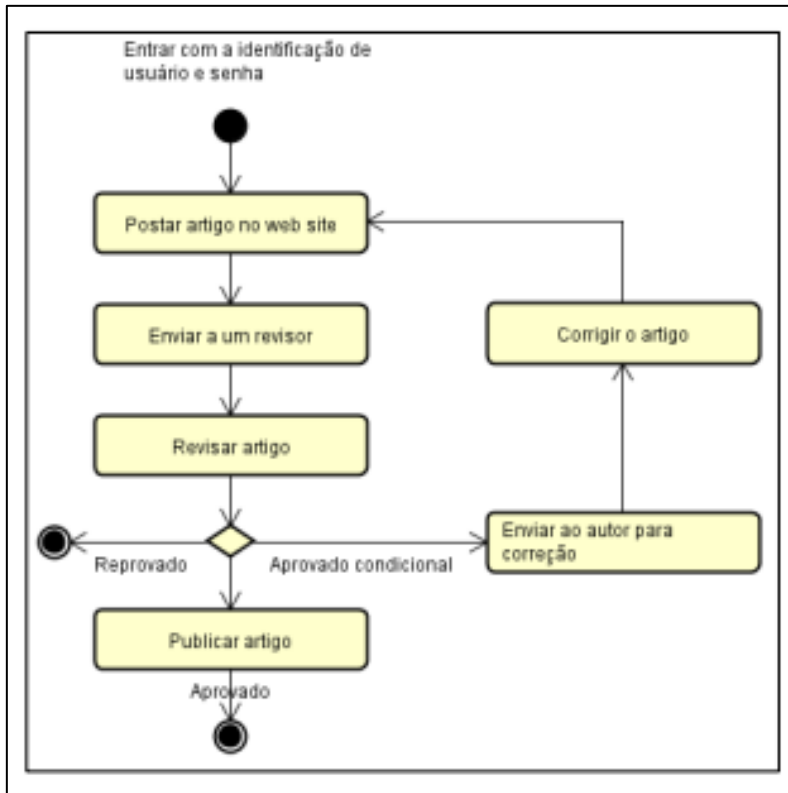 Entrar com a identificação de
usuário e senha
Postar artigo no web site
Enviar a um revisor
Corrigir o artigo
Revisar artigo
Enviar ao autor para
correção
Reprovado
Aprovado condicional
Publicar artigo
Aprovado